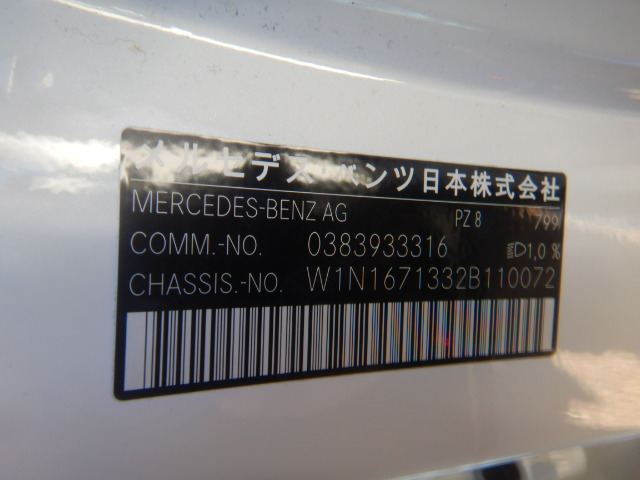 メルセデス・ベンツ日本株式会社
MERCEDES-BENZ AG PZ 8 799
COMM.-NO. 0383933316 1,0 %
CHASSIS.-NO. W1N1671332B110072